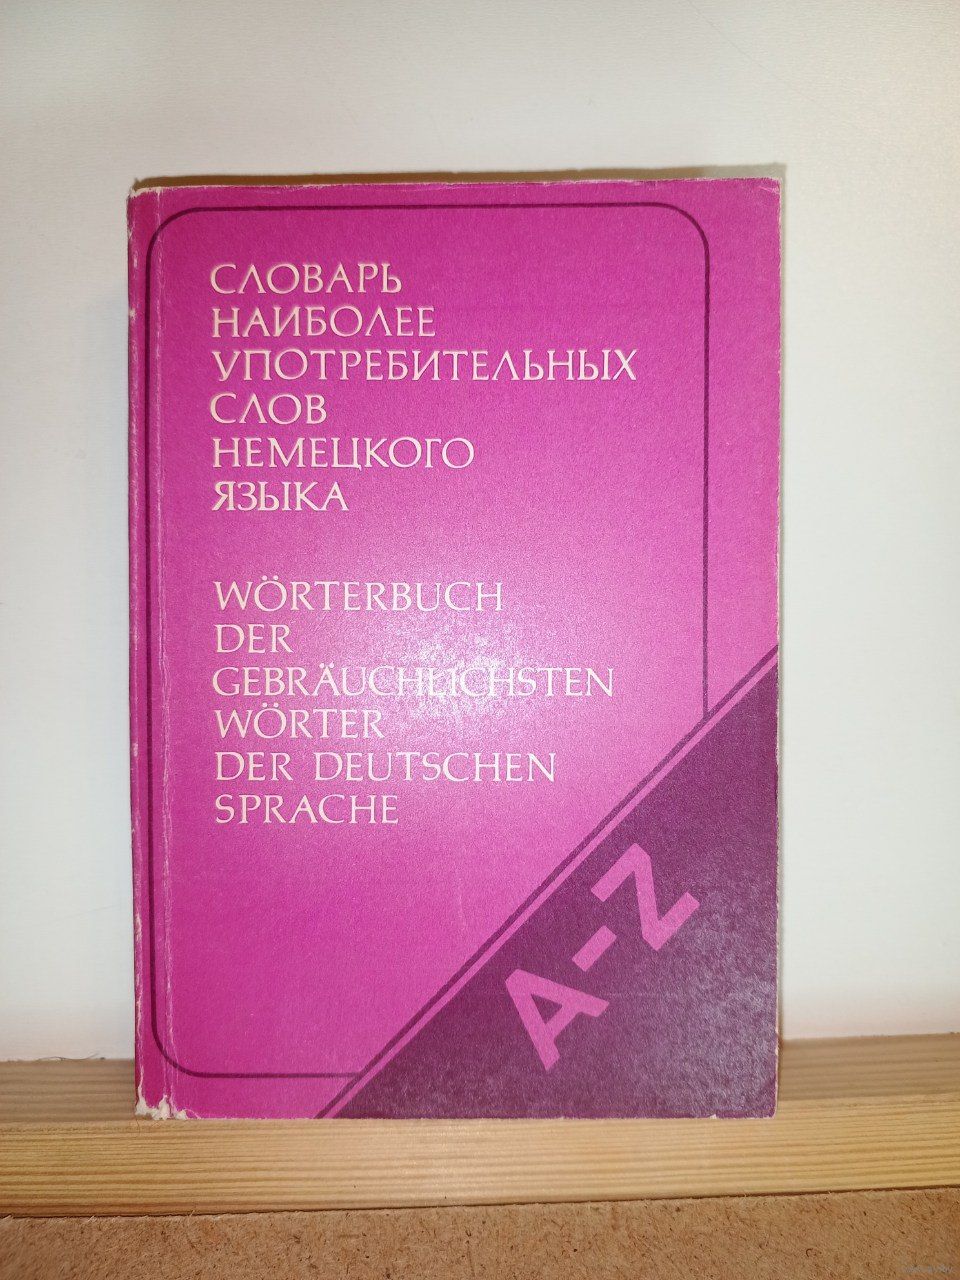 СЛОВАРЬ
НАИБОЛЕЕ
УПОТРЕБИТЕЛЬНЫХ
СЛОВ
НЕМЕЦКОГО
ЯЗЫКА
WÖRTERBUCH
DER
GEBRÄUCHLICHSTEN
WÖRTER
DER DEUTSCHEN
SPRACHE
A-Z